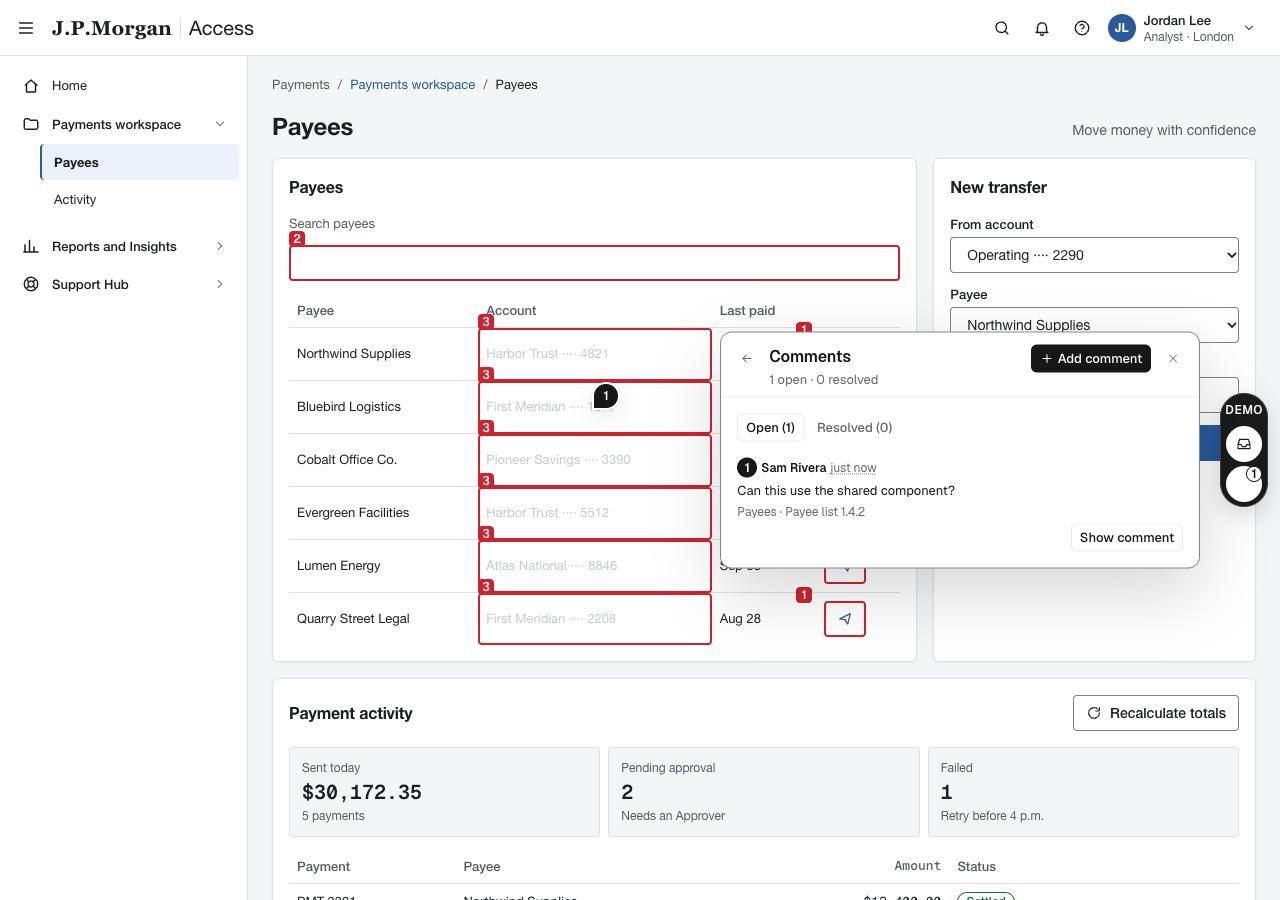 J.P.Morgan Access
JL
Jordan Lee
Analyst · London
Home
Payments workspace
Payees
Activity
Reports and Insights
Support Hub
Payments / Payments workspace / Payees
Payees
Move money with confidence
Payees
Search payees
2
Payee Account Last paid
3 1
Northwind Supplies Harbor Trust ···· 4821
3
Bluebird Logistics First Meridian ····
1
3
Cobalt Office Co. Pioneer Savings ···· 3390
3
Evergreen Facilities Harbor Trust ···· 5512
3
Lumen Energy Atlas National ···· 8846
3 1
Quarry Street Legal First Meridian ···· 2208 Aug 28
New transfer
From account
Operating ···· 2290
Payee
Northwind Supplies
Comments
+ Add comment
1 open · 0 resolved
Open (1) Resolved (0)
1 Sam Rivera just now
Can this use the shared component?
Payees · Payee list 1.4.2
Show comment
DEMO
1
Payment activity
Recalculate totals
Sent today
$30,172.35
5 payments
Pending approval
2
Needs an Approver
Failed
1
Retry before 4 p.m.
Payment Payee Amount Status